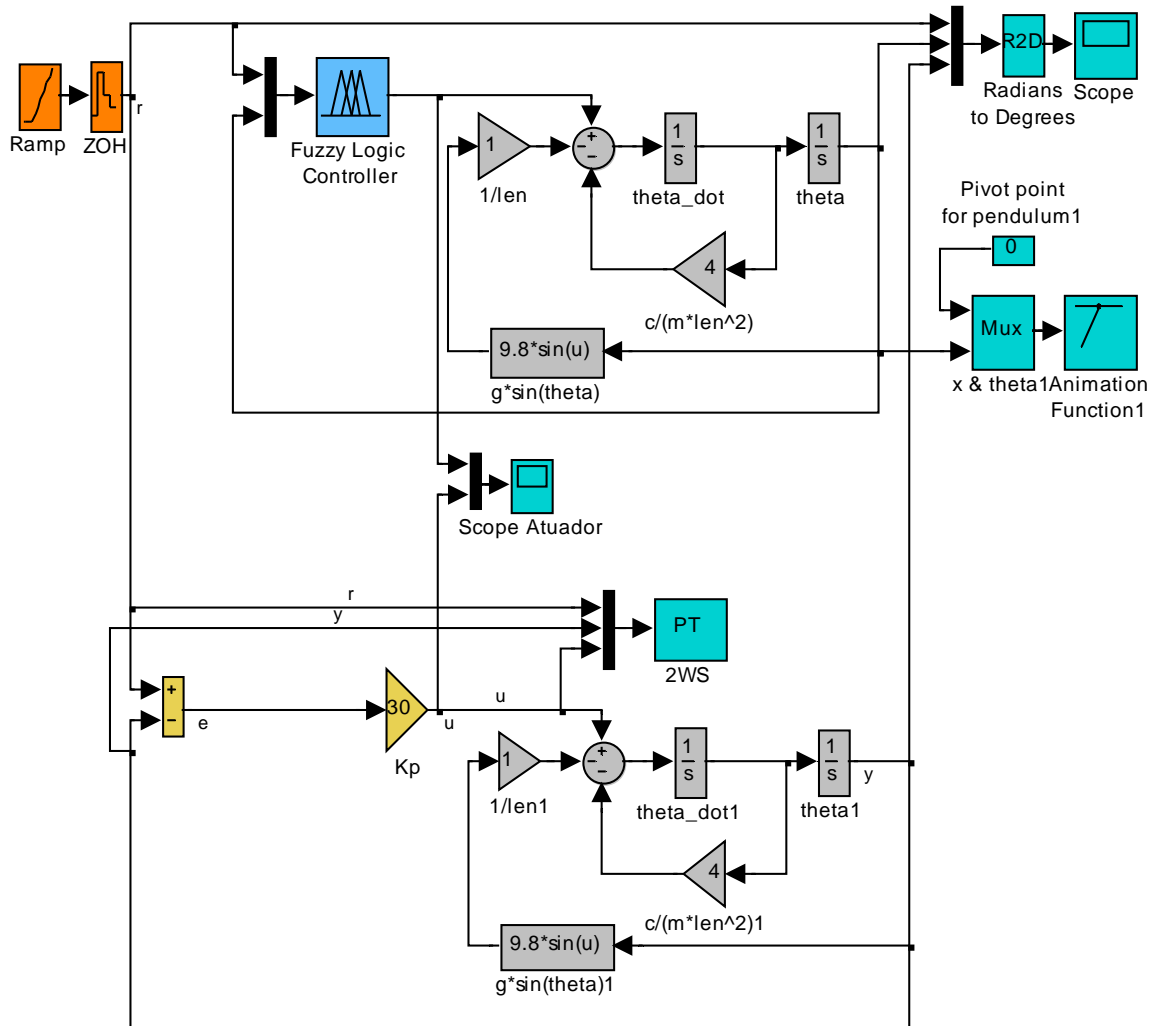 R2D
Radians
to Degrees
Scope
r
Ramp
ZOH
Fuzzy Logic
Controller
1
1/len
+
−
−
1
s
theta_dot
1
s
theta
4
c/(m*len^2)
9.8*sin(u)
g*sin(theta)
Pivot point
for pendulum1
0
Mux
x & theta1
Animation
Function1
Scope Atuador
r
y
PT
2WS
+
−
e
30
Kp
u
u
1
1/len1
+
−
−
1
s
theta_dot1
1
s
theta1
y
4
c/(m*len^2)1
9.8*sin(u)
g*sin(theta)1